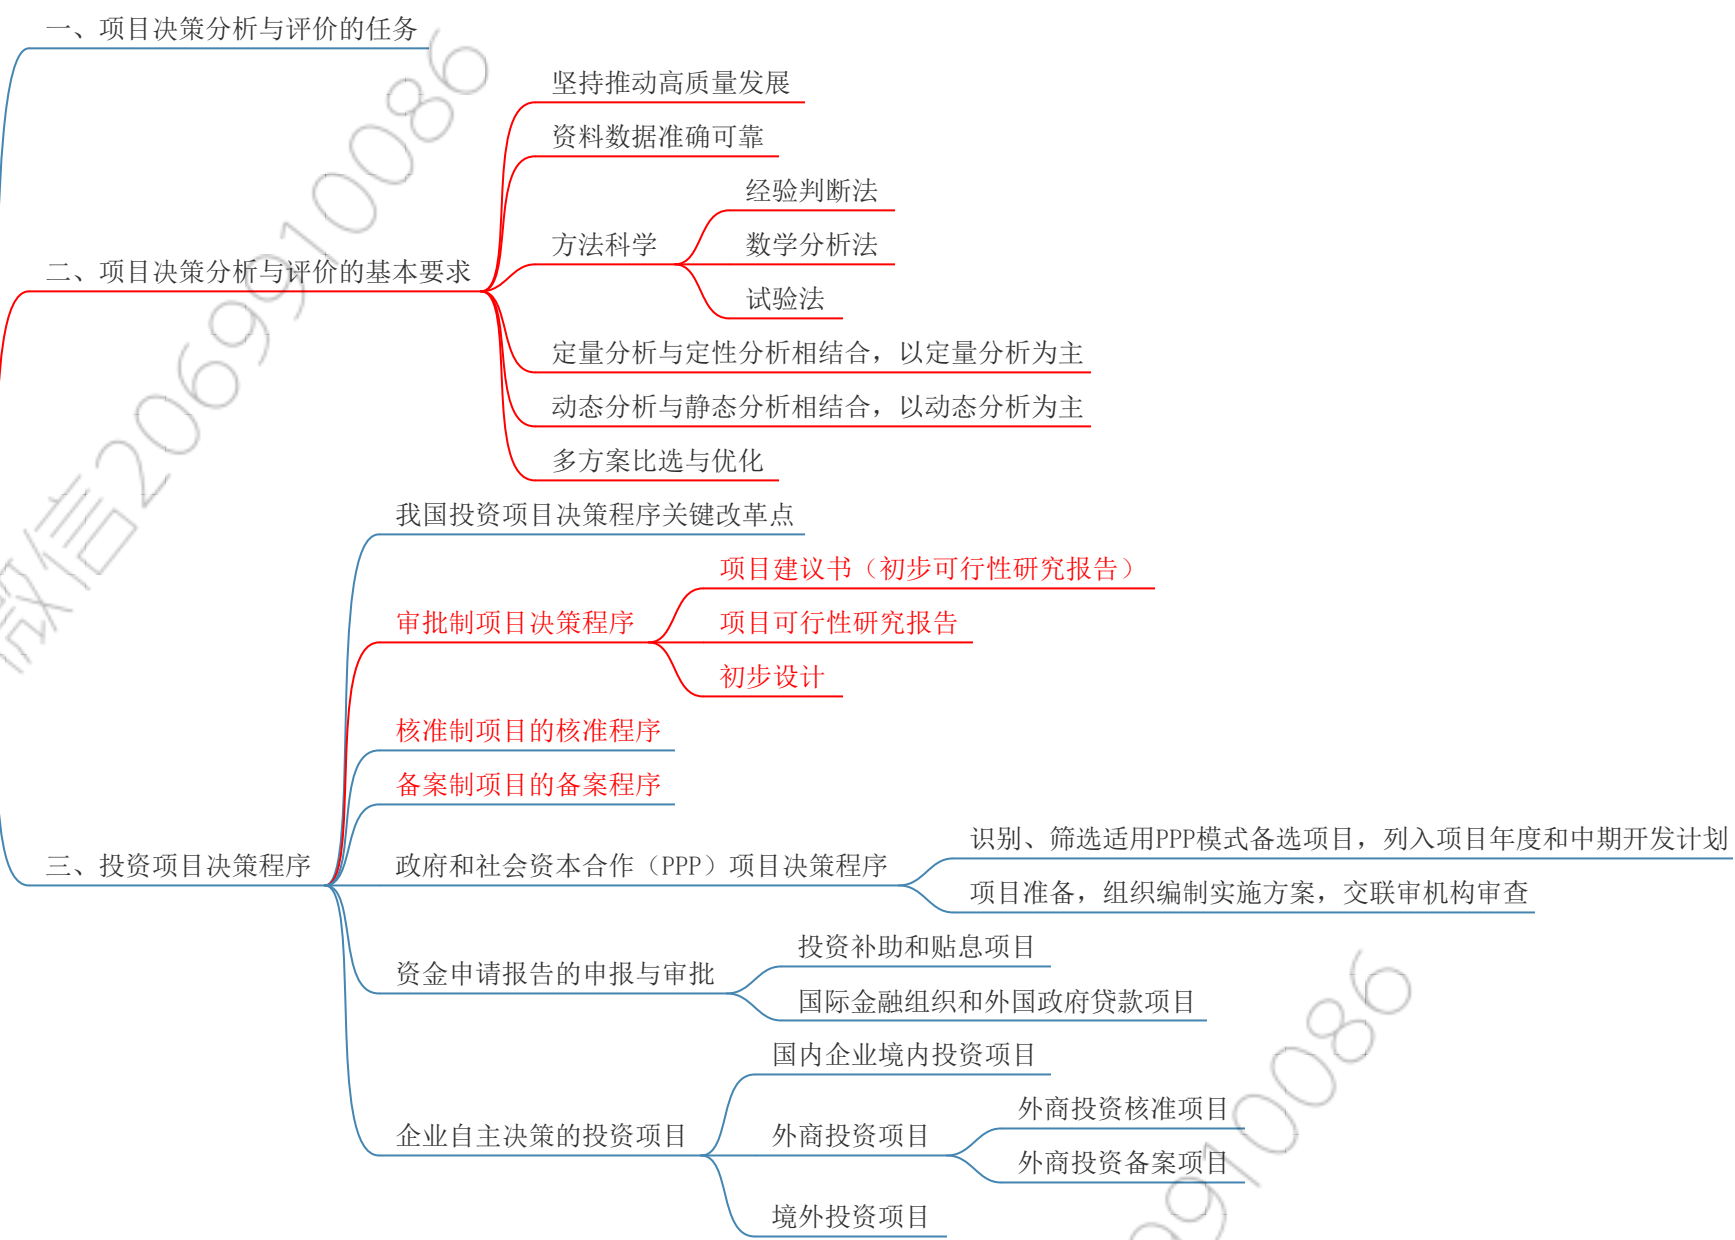 一、项目决策分析与评价的任务
坚持推动高质量发展
资料数据准确可靠
经验判断法
方法科学
数学分析法
二、项目决策分析与评价的基本要求
试验法
定量分析与定性分析相结合，以定量分析为主
动态分析与静态分析相结合，以动态分析为主
多方案比选与优化
我国投资项目决策程序关键改革点
项目建议书（初步可行性研究报告）
审批制项目决策程序
项目可行性研究报告
初步设计
核准制项目的核准程序
备案制项目的备案程序
识别、筛选适用PPP模式备选项目，列入项目年度和中期开发计划
三、投资项目决策程序
政府和社会资本合作（PPP）项目决策程序
项目准备，组织编制实施方案，交联审机构审查
投资补助和贴息项目
资金申请报告的申报与审批
国际金融组织和外国政府贷款项目
国内企业境内投资项目
外商投资核准项目
企业自主决策的投资项目
外商投资项目
外商投资备案项目
境外投资项目
微信2069910086
9910086